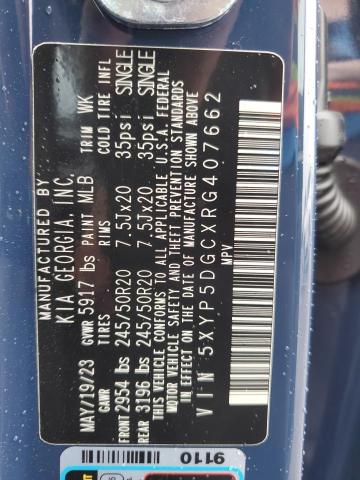 MANUFACTURED BY
KIA GEORGIA, INC.
MAY/19/23 GVWR 5917 lbs PAINT MLB TRIM WK
GAWR TIRES RIMS COLD TIRE INFL
FRONT 2954 lbs 245/50R20 7.5Jx20 35psi SINGLE
REAR 3196 lbs 245/50R20 7.5Jx20 35psi SINGLE
THIS VEHICLE CONFORMS TO ALL APPLICABLE U.S.A. FEDERAL
MOTOR VEHICLE SAFETY AND THEFT PREVENTION STANDARDS
IN EFFECT ON THE DATE OF MANUFACTURE SHOWN ABOVE
VIN 5XYP5DGCXRG407662
MPV
9110